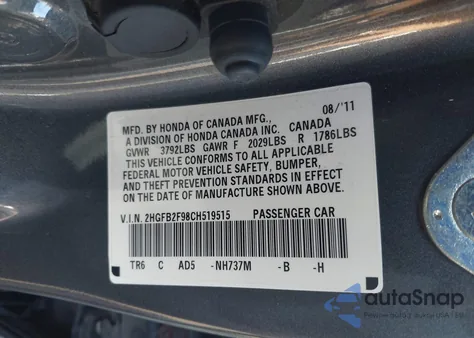 MFD. BY HONDA OF CANADA MFG., 08/'11
A DIVISION OF HONDA CANADA INC. CANADA
GVWR 3792LBS GAWR F 2029LBS R 1786LBS
THIS VEHICLE CONFORMS TO ALL APPLICABLE
FEDERAL MOTOR VEHICLE SAFETY, BUMPER,
AND THEFT PREVENTION STANDARDS IN EFFECT
ON THE DATE OF MANUFACTURE SHOWN ABOVE.
V.I.N. 2HGFB2F98CH519515 PASSENGER CAR
TR6 C AD5 -NH737M -B -H
autoSnap